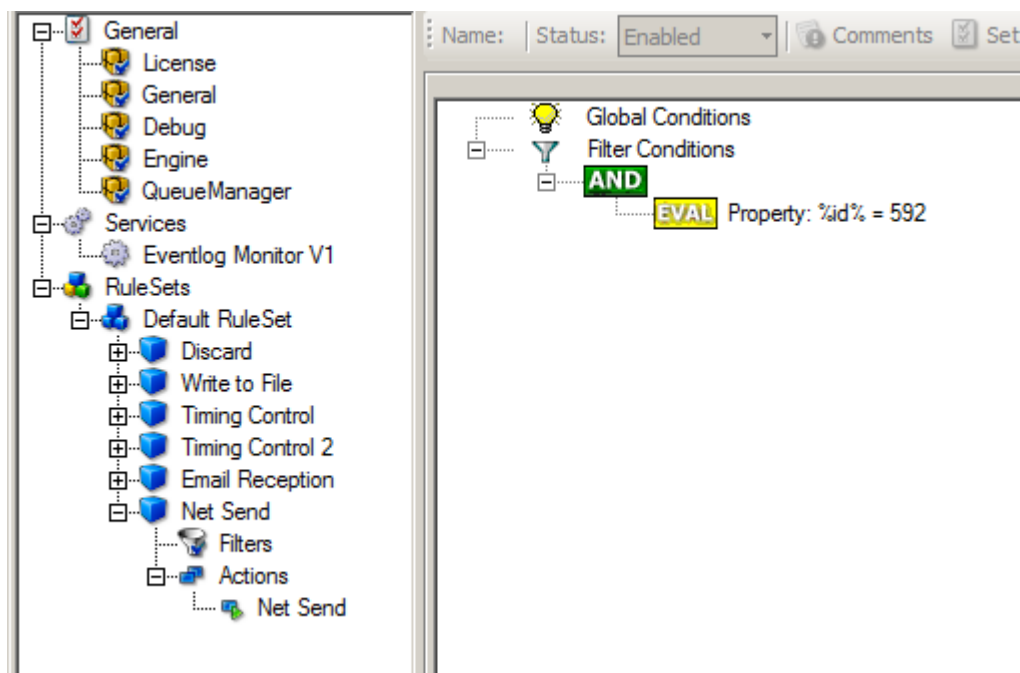 General
License
General
Debug
Engine
QueueManager
Services
Eventlog Monitor V1
RuleSets
Default RuleSet
Discard
Write to File
Timing Control
Timing Control 2
Email Reception
Net Send
Filters
Actions
Net Send
Name: Status: Enabled Comments Set
Global Conditions
Filter Conditions
AND
EVAL Property: %id% = 592